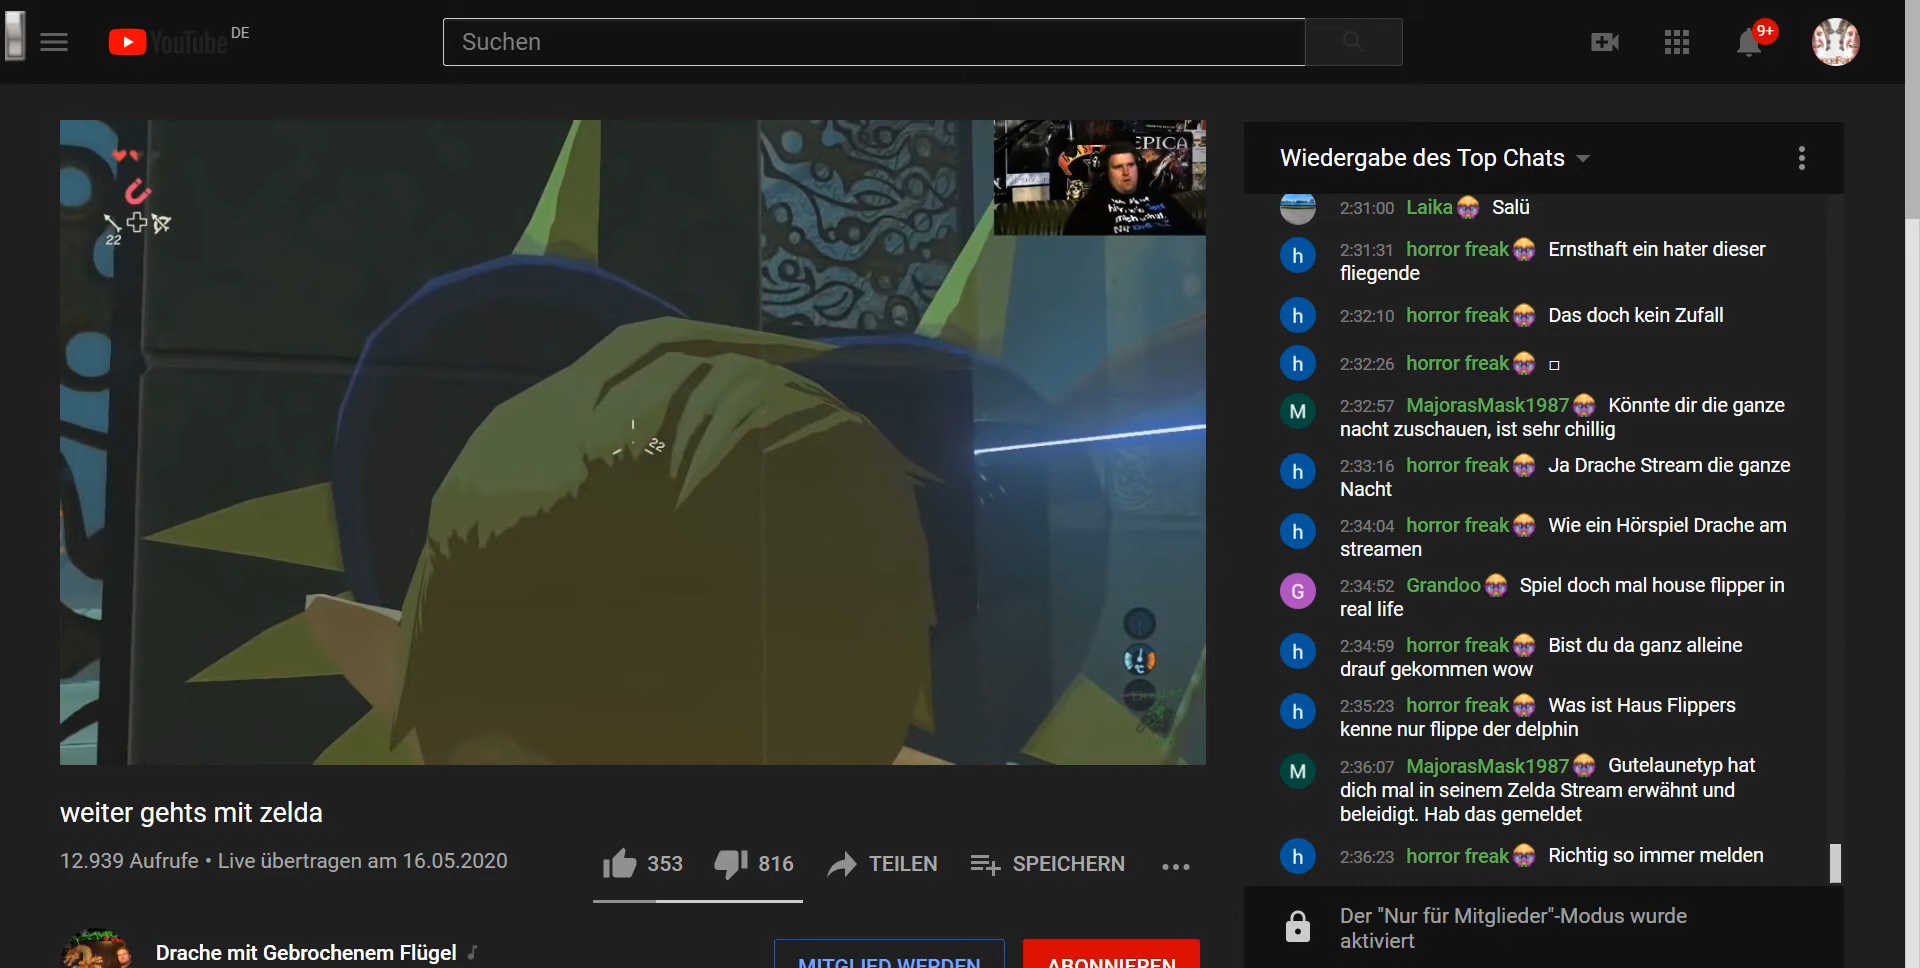 YouTube DE
Suchen
9+
22
EPICA
22
Wiedergabe des Top Chats
2:31:00 Laika Salü
h 2:31:31 horror freak Ernsthaft ein hater dieser
fliegende
h 2:32:10 horror freak Das doch kein Zufall
h 2:32:26 horror freak □
M 2:32:57 MajorasMask1987 Könnte dir die ganze
nacht zuschauen, ist sehr chillig
h 2:33:16 horror freak Ja Drache Stream die ganze
Nacht
h 2:34:04 horror freak Wie ein Hörspiel Drache am
streamen
G 2:34:52 Grandoo Spiel doch mal house flipper in
real life
h 2:34:59 horror freak Bist du da ganz alleine
drauf gekommen wow
h 2:35:23 horror freak Was ist Haus Flippers
kenne nur flippe der delphin
M 2:36:07 MajorasMask1987 Gutelaunetyp hat
dich mal in seinem Zelda Stream erwähnt und
beleidigt. Hab das gemeldet
h 2:36:23 horror freak Richtig so immer melden
Der "Nur für Mitglieder"-Modus wurde
aktiviert
weiter gehts mit zelda
12.939 Aufrufe • Live übertragen am 16.05.2020
353 816 TEILEN SPEICHERN
Drache mit Gebrochenem Flügel
MITGLIED WERDEN ABONNIEREN